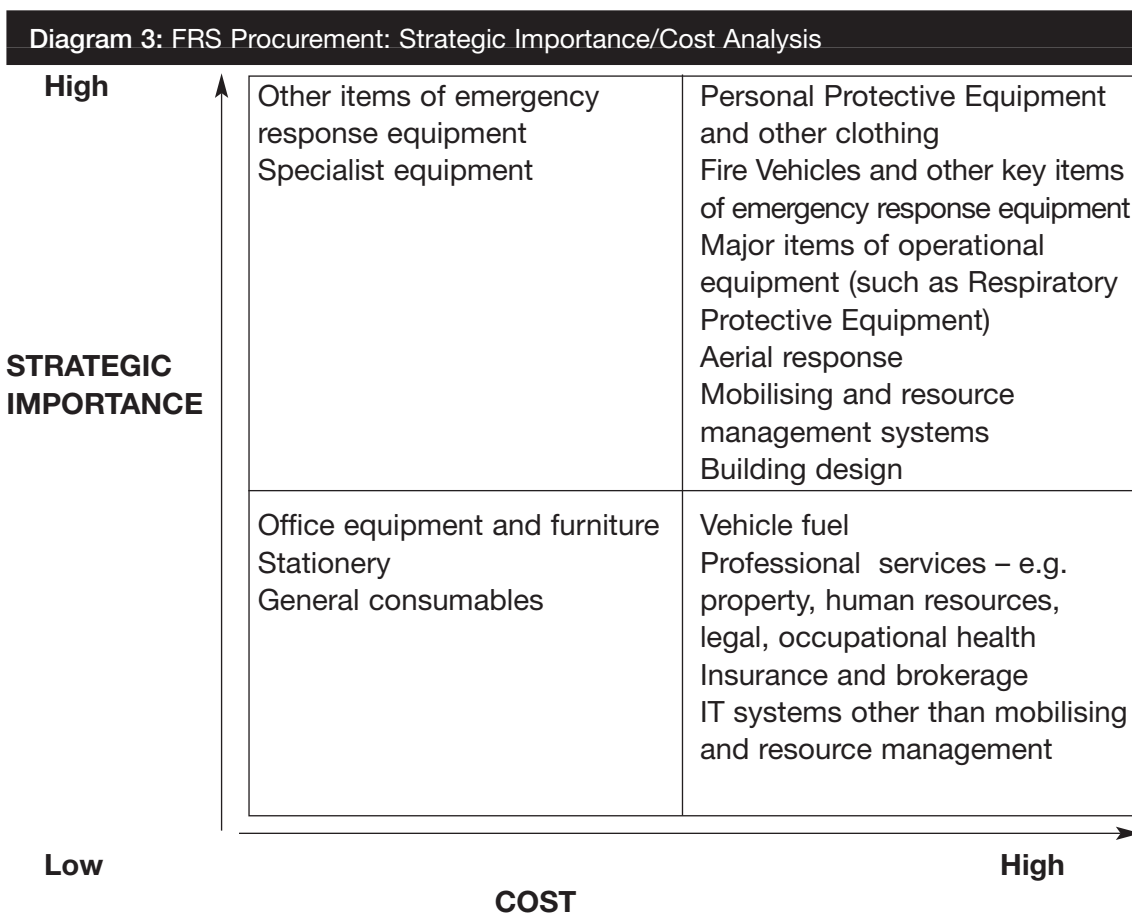 Diagram 3: FRS Procurement: Strategic Importance/Cost Analysis
High
Other items of emergency
response equipment
Specialist equipment
Personal Protective Equipment
and other clothing
Fire Vehicles and other key items
of emergency response equipment
Major items of operational
equipment (such as Respiratory
Protective Equipment)
Aerial response
Mobilising and resource
management systems
Building design
STRATEGIC
IMPORTANCE
Office equipment and furniture
Stationery
General consumables
Vehicle fuel
Professional services – e.g.
property, human resources,
legal, occupational health
Insurance and brokerage
IT systems other than mobilising
and resource management
Low
High
COST